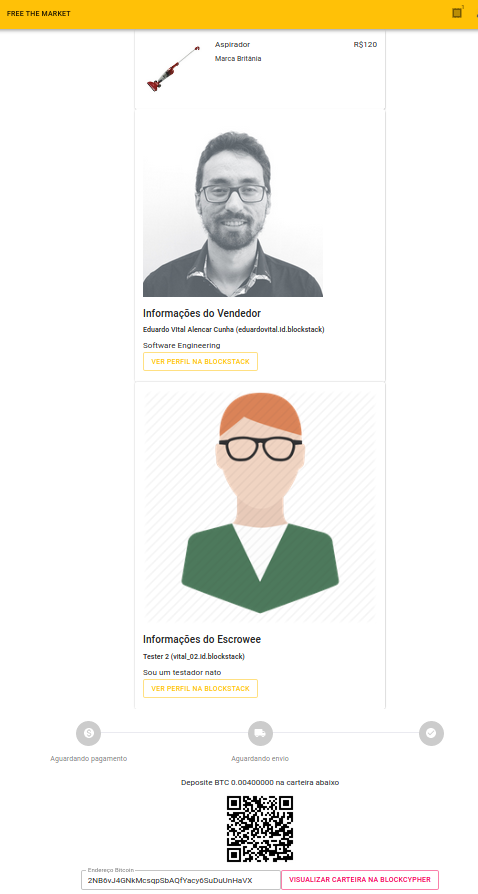 FREE THE MARKET
Aspirador R$120
Marca Britânia
Informações do Vendedor
Eduardo Vital Alencar Cunha (eduardovital.id.blockstack)
Software Engineering
VER PERFIL NA BLOCKSTACK
Informações do Escrowee
Tester 2 (vital_02.id.blockstack)
Sou um testador nato
VER PERFIL NA BLOCKSTACK
Aguardando pagamento Aguardando envio
Deposite BTC 0.00400000 na carteira abaixo
Endereço Bitcoin
2NB6vJ4GNkMcsqpSbAQfYacy6SuDuUnHaVX VISUALIZAR CARTEIRA NA BLOCKCYPHER